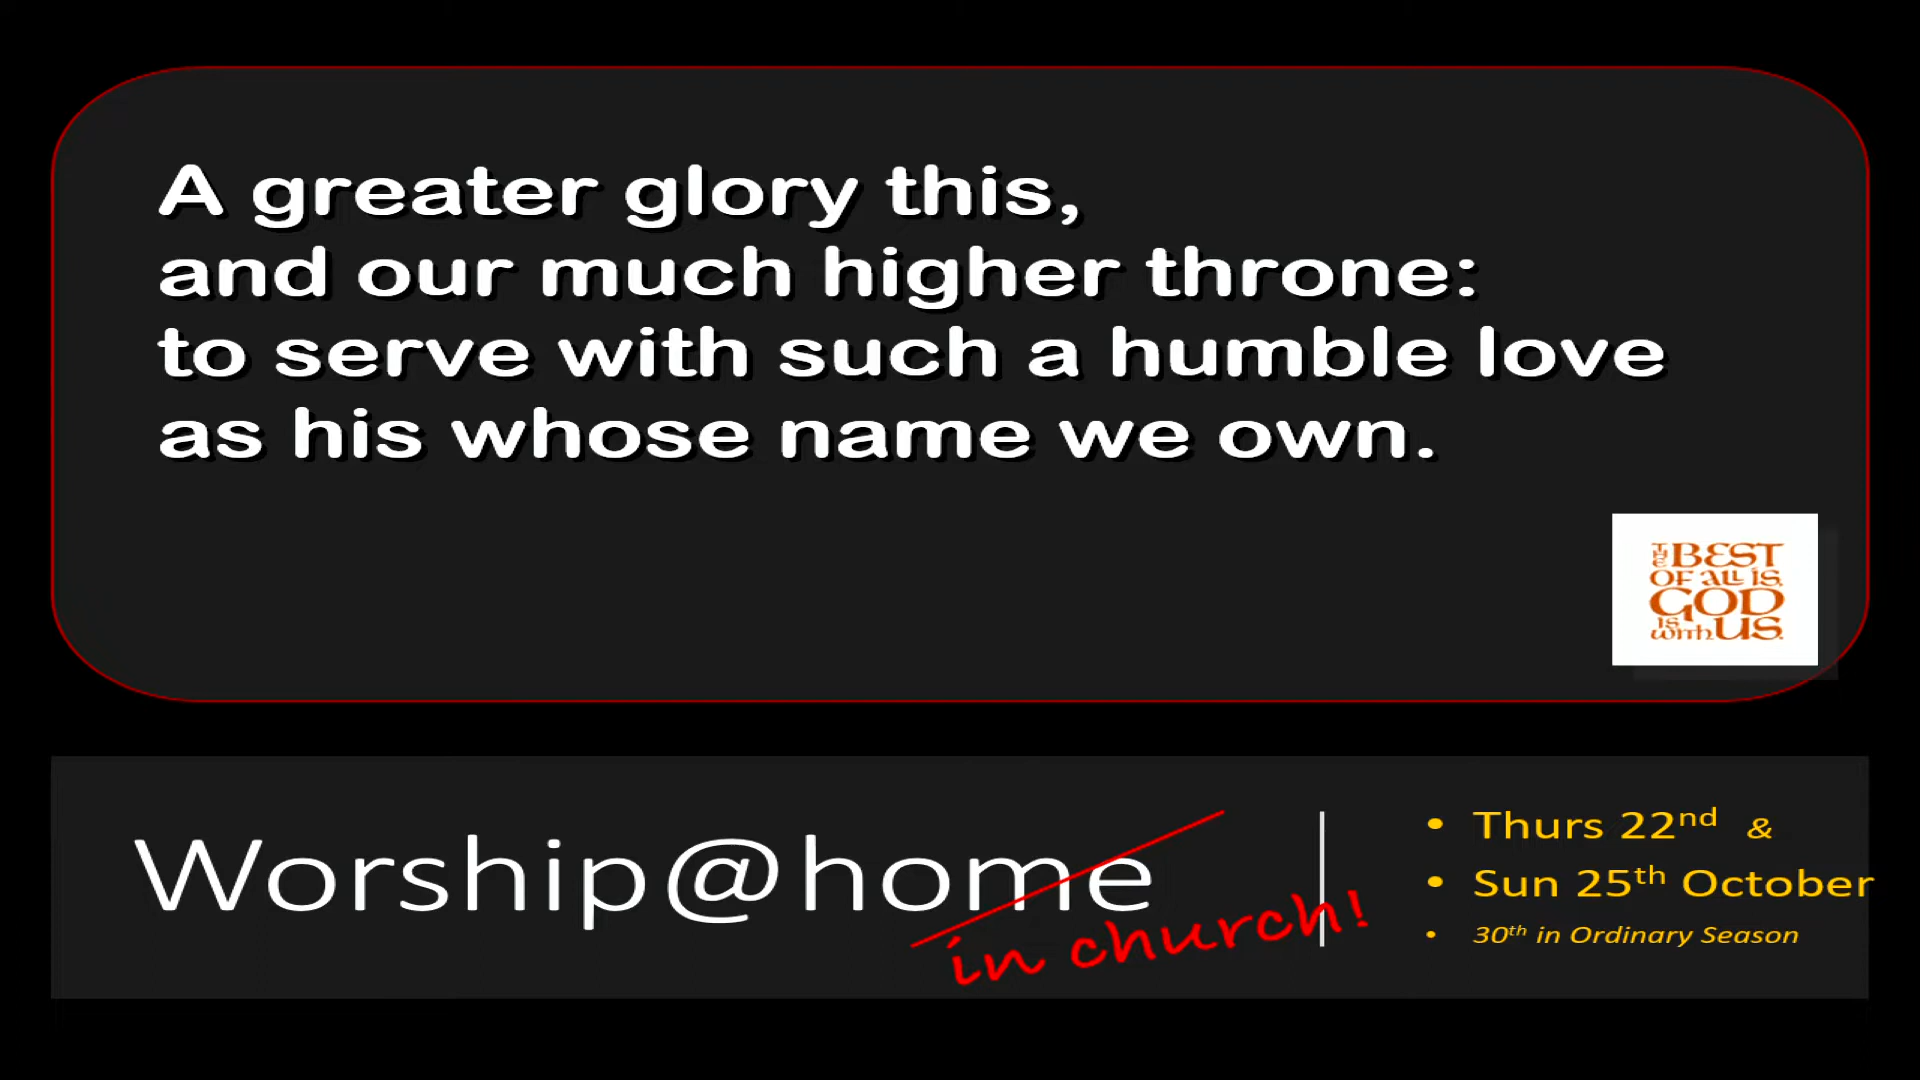 A greater glory this,
and our much higher throne:
to serve with such a humble love
as his whose name we own.
THE BEST
OF ALL IS,
GOD
IS with US.
Worship@home
in church!
• Thurs 22nd &
• Sun 25th October
• 30th in Ordinary Season